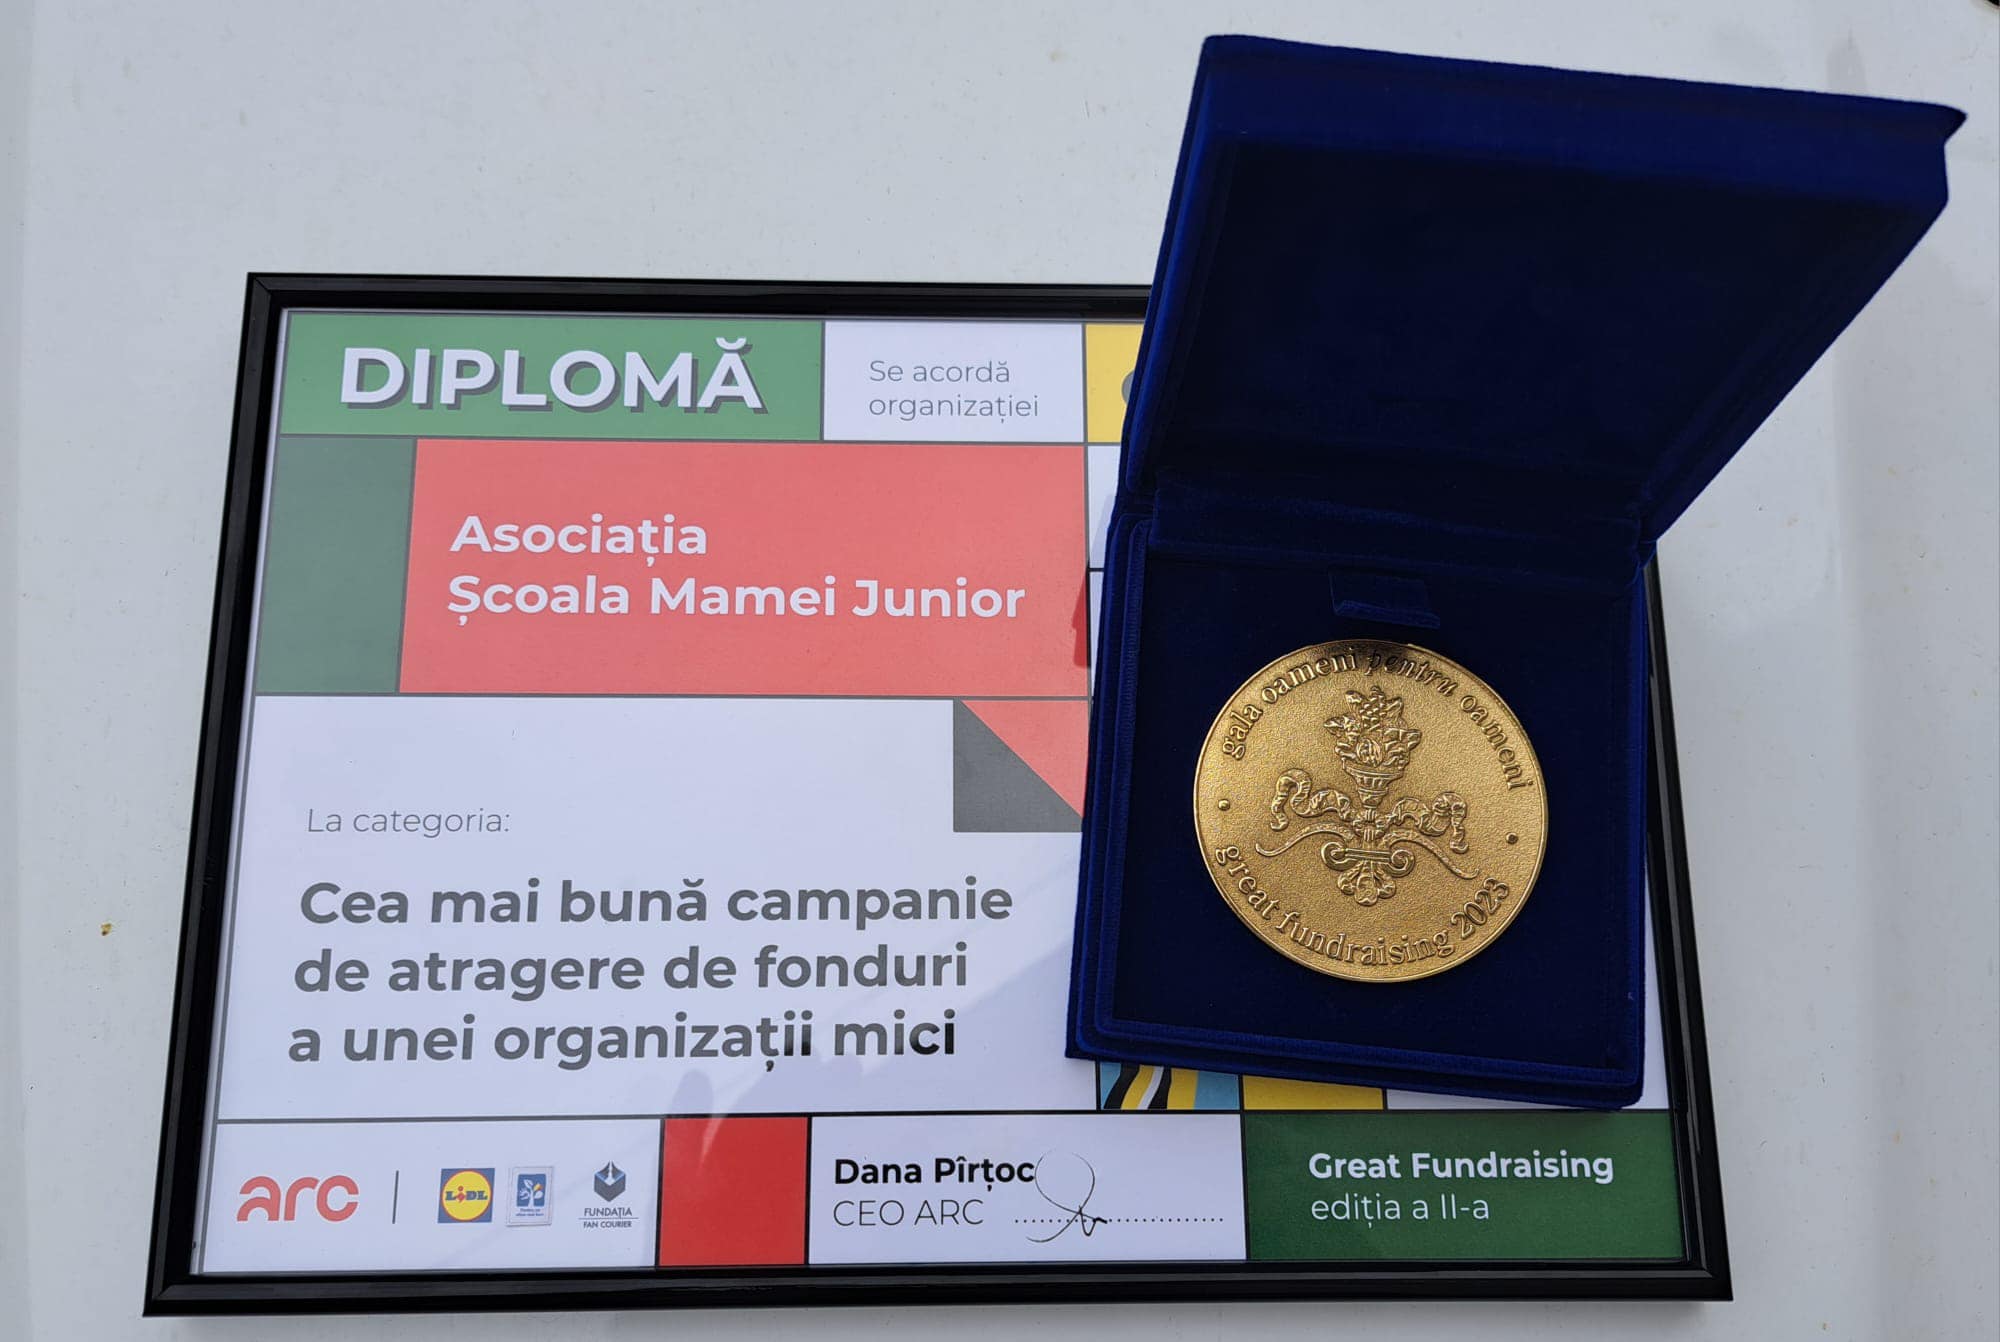 DIPLOMĂ
Se acordă
organizației
Asociația
Școala Mamei Junior
La categoria:
Cea mai bună campanie
de atragere de fonduri
a unei organizații mici
gala oameni pentru oameni
great fundraising 2023
arc
LIDL
FUNDAȚIA
FAN COURIER
Dana Pîrțoc
CEO ARC
Great Fundraising
ediția a II-a